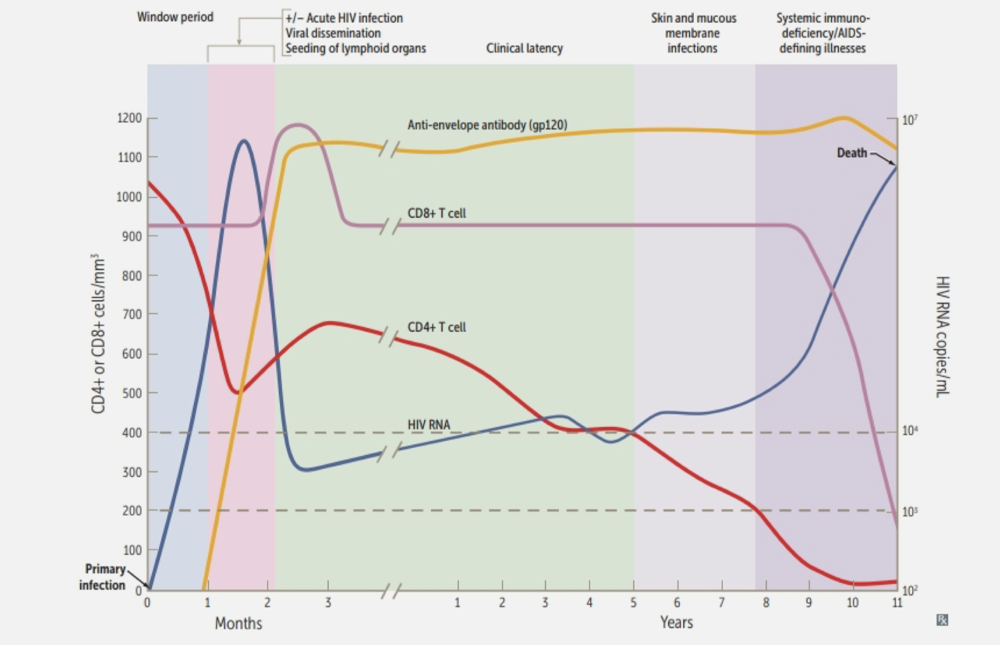 Window period
+/– Acute HIV infection
Viral dissemination
Seeding of lymphoid organs
Clinical latency
Skin and mucous
membrane
infections
Systemic immuno-
deficiency/AIDS-
defining illnesses
CD4+ or CD8+ cells/mm³
1200
1100
1000
900
800
700
600
500
400
300
200
100
0
Anti-envelope antibody (gp120)
Death
CD8+ T cell
CD4+ T cell
HIV RNA
Primary
infection
10⁷
10⁴
10³
10²
HIV RNA copies/mL
0 1 2 3 1 2 3 4 5 6 7 8 9 10 11
Months Years
Rx